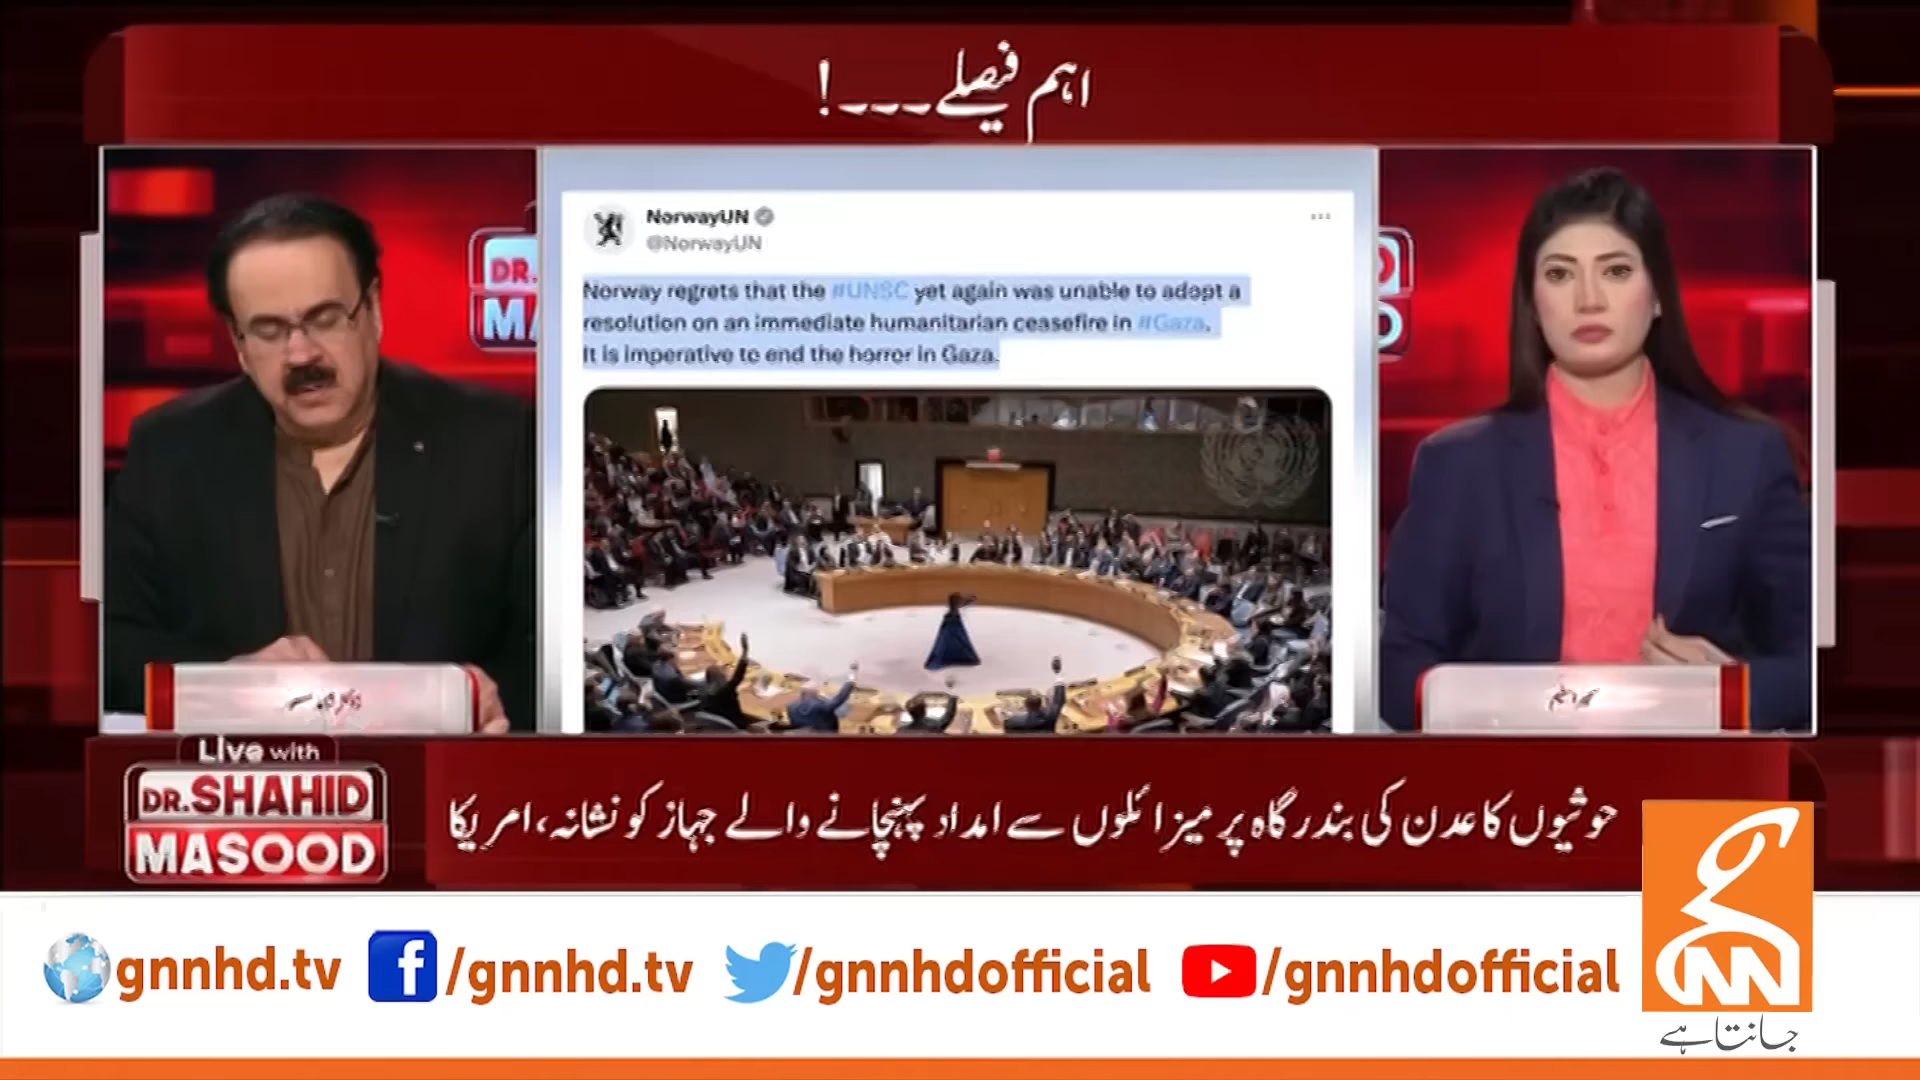 اہم فیصلے۔۔۔!
NorwayUN
@NorwayUN
Norway regrets that the #UNSC yet again was unable to adopt a
resolution on an immediate humanitarian ceasefire in #Gaza.
It is imperative to end the horror in Gaza.
DR.
MA
D
O
Live with
DR.SHAHID
MASOOD
حوثیوں کا عدن کی بندرگاہ پر میزائلوں سے امداد پہنچانے والے جہاز کو نشانہ، امریکا
gnnhd.tv
/gnnhd.tv
/gnnhdofficial
/gnnhdofficial
GNN
جانتا ہے